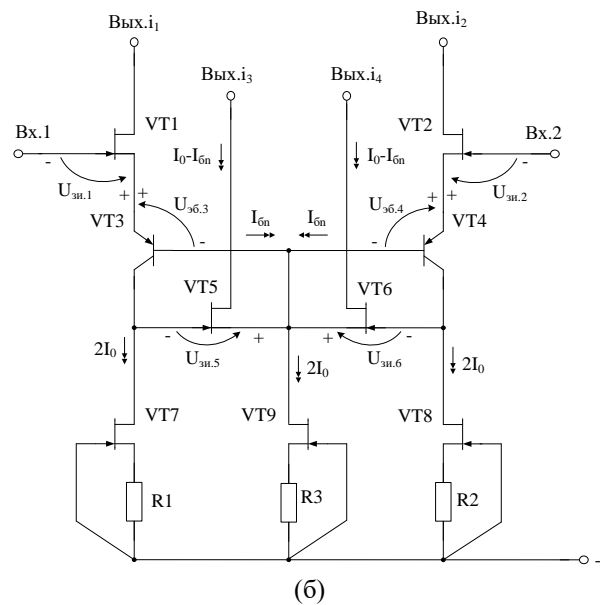 Вых.i₁
Вых.i₂
Вых.i₃
Вых.i₄
VT1
VT2
Вх.1
Вх.2
I₀-Iбп
I₀-Iбп
-
-
Uзи.1
Uзи.2
+
+
+
+
Uэб.3
Uэб.4
VT3
VT4
Iбп
Iбп
-
-
VT5
VT6
-
+
+
-
Uзи.5
Uзи.6
2I₀
2I₀
2I₀
VT7
VT9
VT8
R1
R3
R2
-
(б)